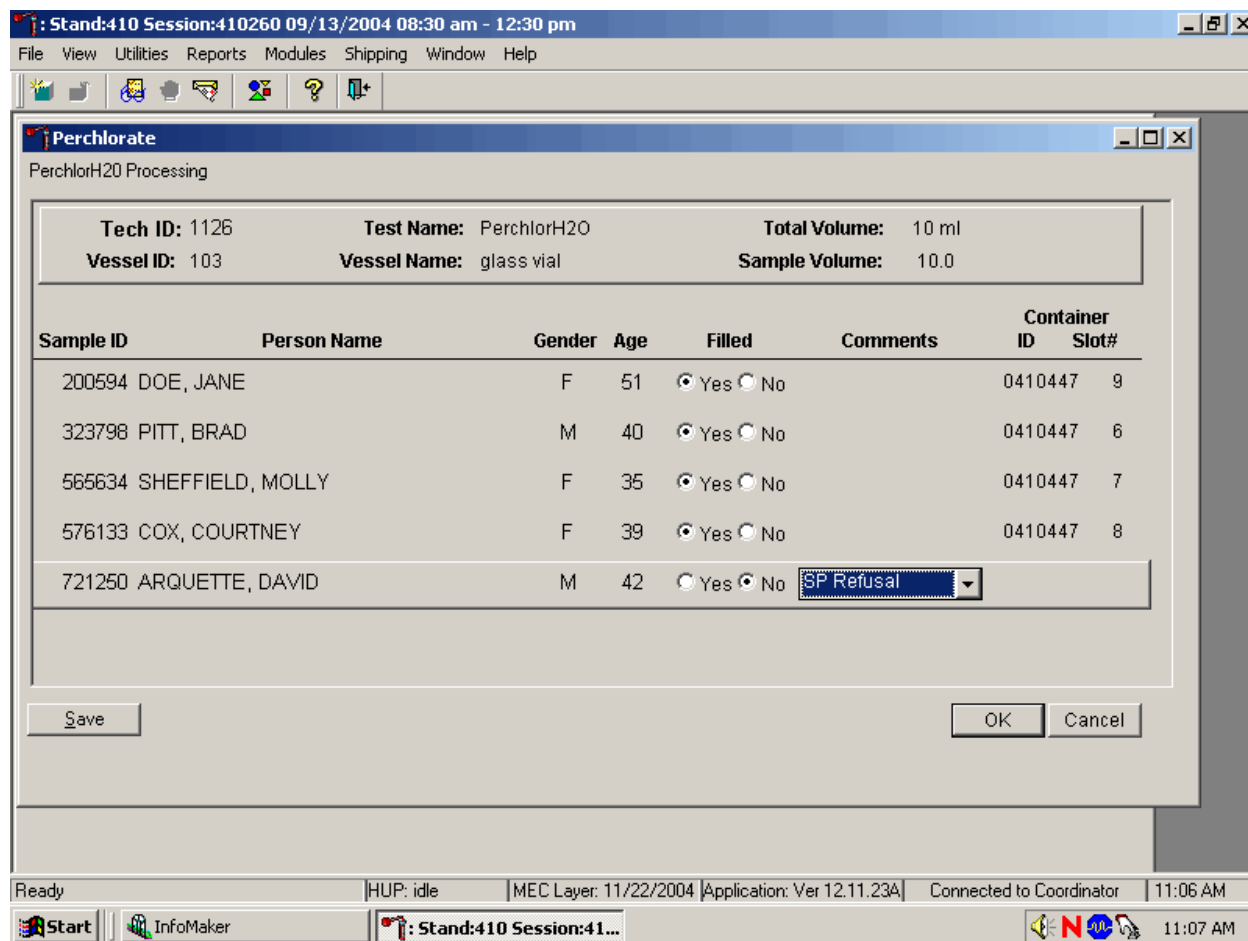 : Stand:410 Session:410260 09/13/2004 08:30 am - 12:30 pm
File View Utilities Reports Modules Shipping Window Help
Perchlorate
PerchlorH20 Processing
Tech ID: 1126 Test Name: PerchlorH2O Total Volume: 10 ml
Vessel ID: 103 Vessel Name: glass vial Sample Volume: 10.0
Container
Sample ID Person Name Gender Age Filled Comments ID Slot#
200594 DOE, JANE F 51 Yes No 0410447 9
323798 PITT, BRAD M 40 Yes No 0410447 6
565634 SHEFFIELD, MOLLY F 35 Yes No 0410447 7
576133 COX, COURTNEY F 39 Yes No 0410447 8
721250 ARQUETTE, DAVID M 42 Yes No SP Refusal
Save OK Cancel
Ready HUP: idle MEC Layer: 11/22/2004 Application: Ver 12.11.23A Connected to Coordinator 11:06 AM
Start InfoMaker : Stand:410 Session:41... N 11:07 AM